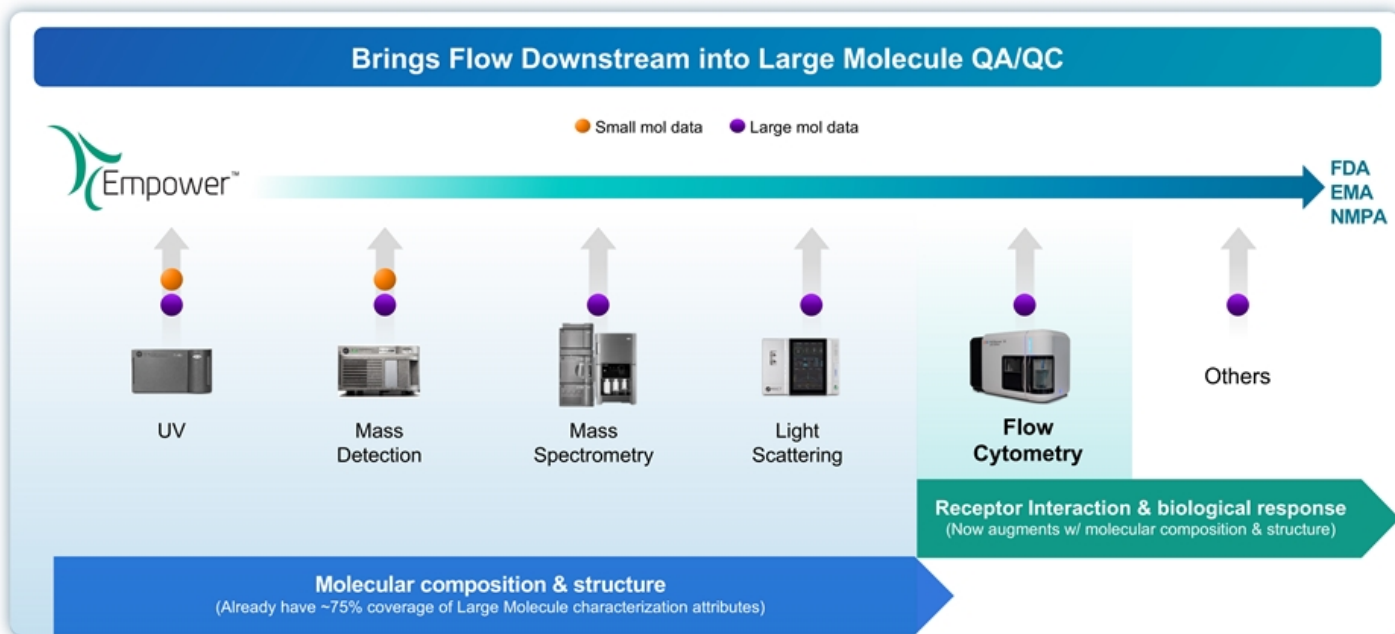 Brings Flow Downstream into Large Molecule QA/QC
Small mol data
Large mol data
Empower™
FDA
EMA
NMPA
UV
Mass
Detection
Mass
Spectrometry
Light
Scattering
Flow
Cytometry
Others
Receptor Interaction & biological response
(Now augments w/ molecular composition & structure)
Molecular composition & structure
(Already have ~75% coverage of Large Molecule characterization attributes)